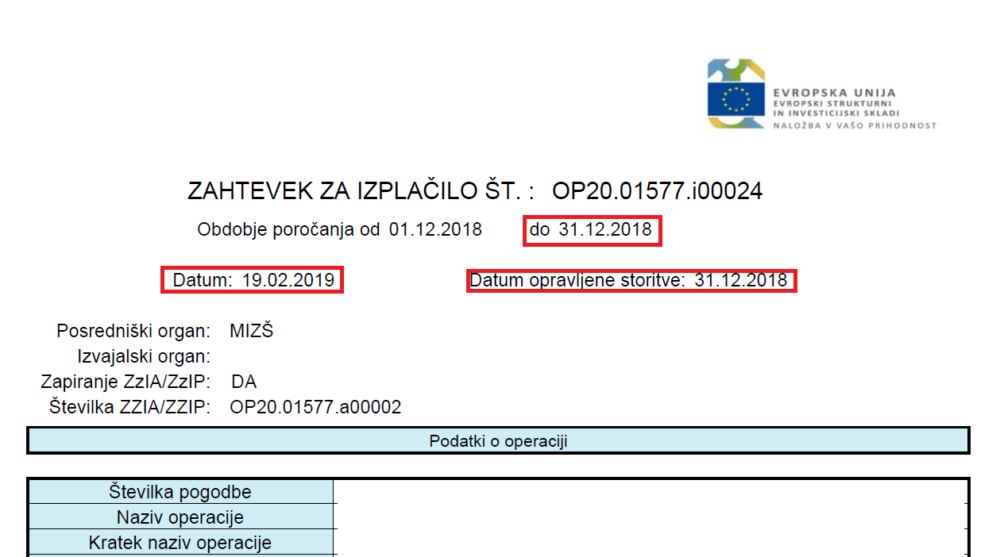 EVROPSKA UNIJA
EVROPSKI STRUKTURNI
IN INVESTICIJSKI SKLADI
NALOŽBA V VAŠO PRIHODNOST
ZAHTEVEK ZA IZPLAČILO ŠT. : OP20.01577.i00024
Obdobje poročanja od 01.12.2018 do 31.12.2018
Datum: 19.02.2019 Datum opravljene storitve: 31.12.2018
Posredniški organ: MIZŠ
Izvajalski organ:
Zapiranje ZzIA/ZzIP: DA
Številka ZZIA/ZZIP: OP20.01577.a00002
Podatki o operaciji
Številka pogodbe
Naziv operacije
Kratek naziv operacije